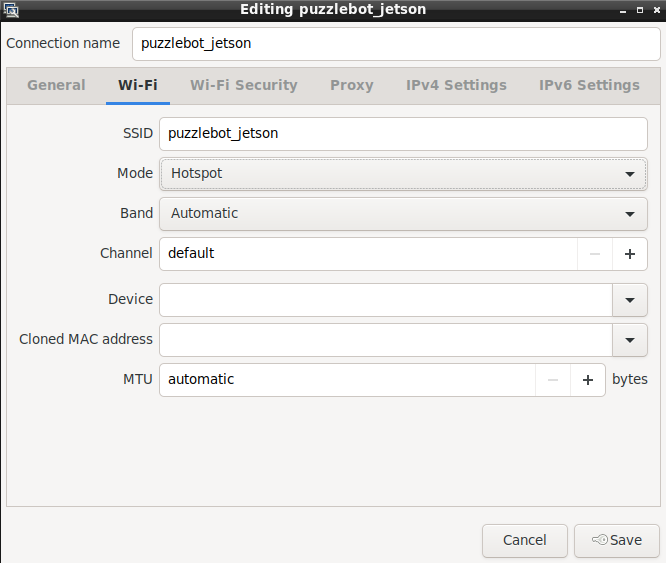 Editing puzzlebot_jetson
Connection name puzzlebot_jetson
General Wi-Fi Wi-Fi Security Proxy IPv4 Settings IPv6 Settings
SSID puzzlebot_jetson
Mode Hotspot
Band Automatic
Channel default
Device
Cloned MAC address
MTU automatic bytes
Cancel Save